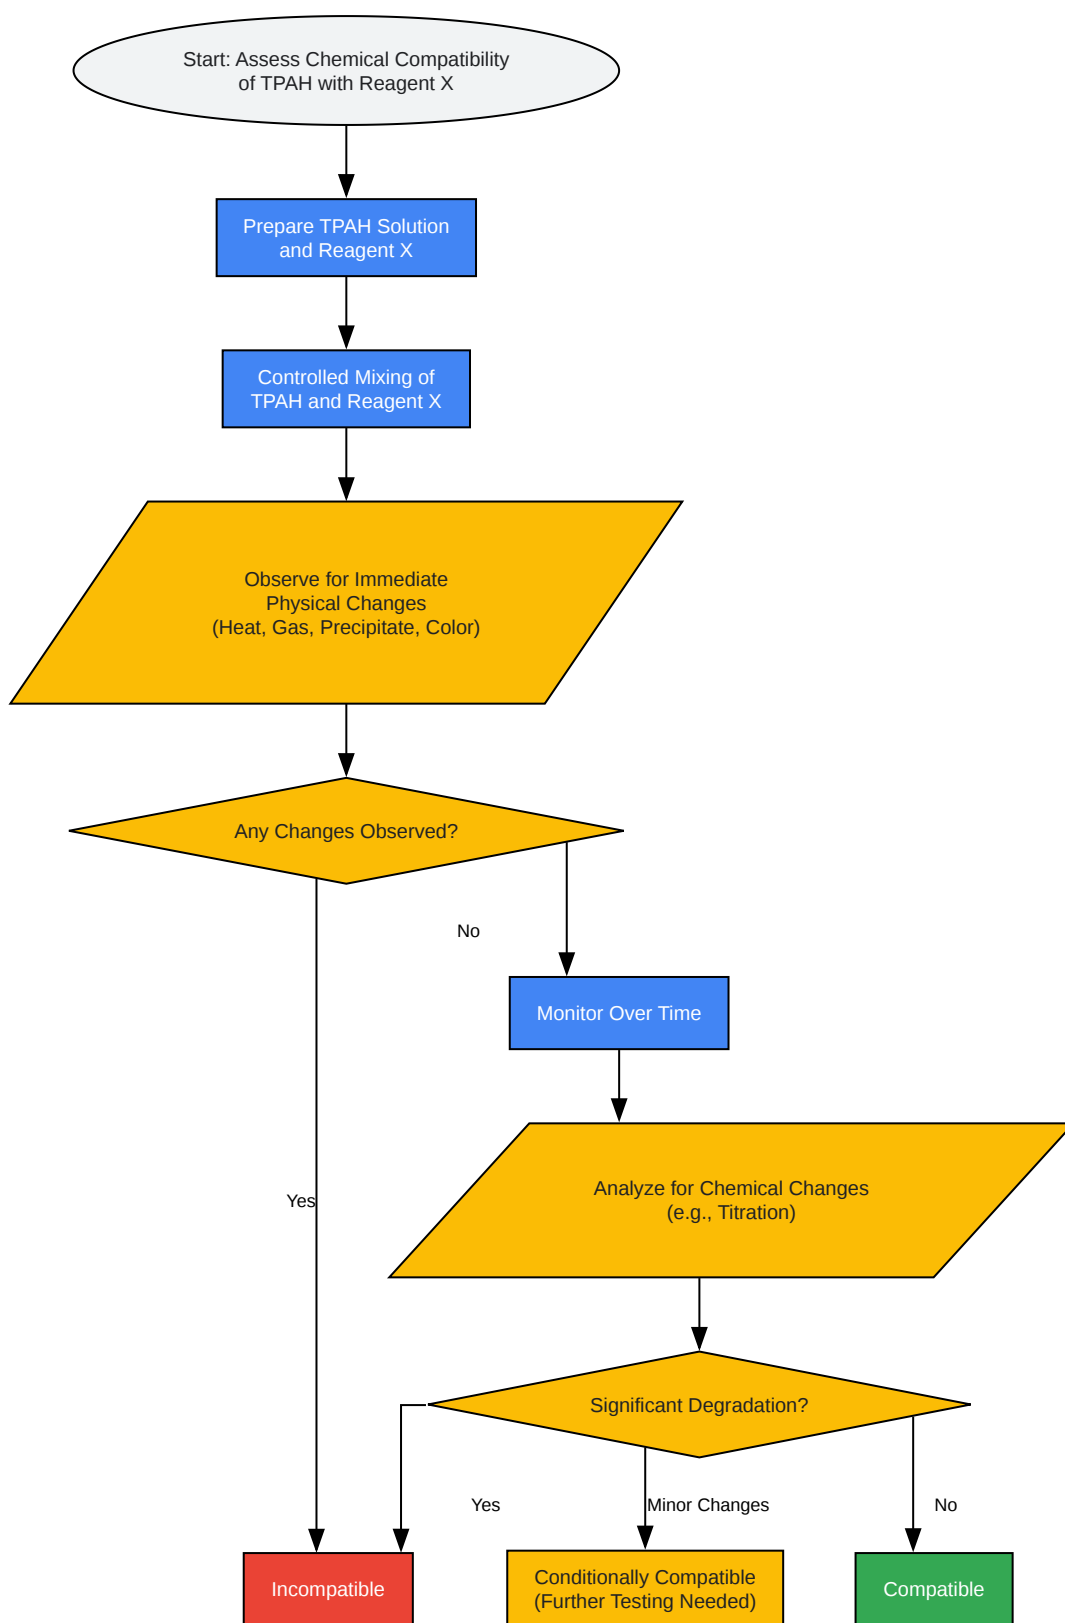 Start: Assess Chemical Compatibility
of TPAH with Reagent X
Prepare TPAH Solution
and Reagent X
Controlled Mixing of
TPAH and Reagent X
Observe for Immediate
Physical Changes
(Heat, Gas, Precipitate, Color)
Any Changes Observed?
No
Monitor Over Time
Yes
Analyze for Chemical Changes
(e.g., Titration)
Significant Degradation?
Yes
Minor Changes
No
Incompatible
Conditionally Compatible
(Further Testing Needed)
Compatible